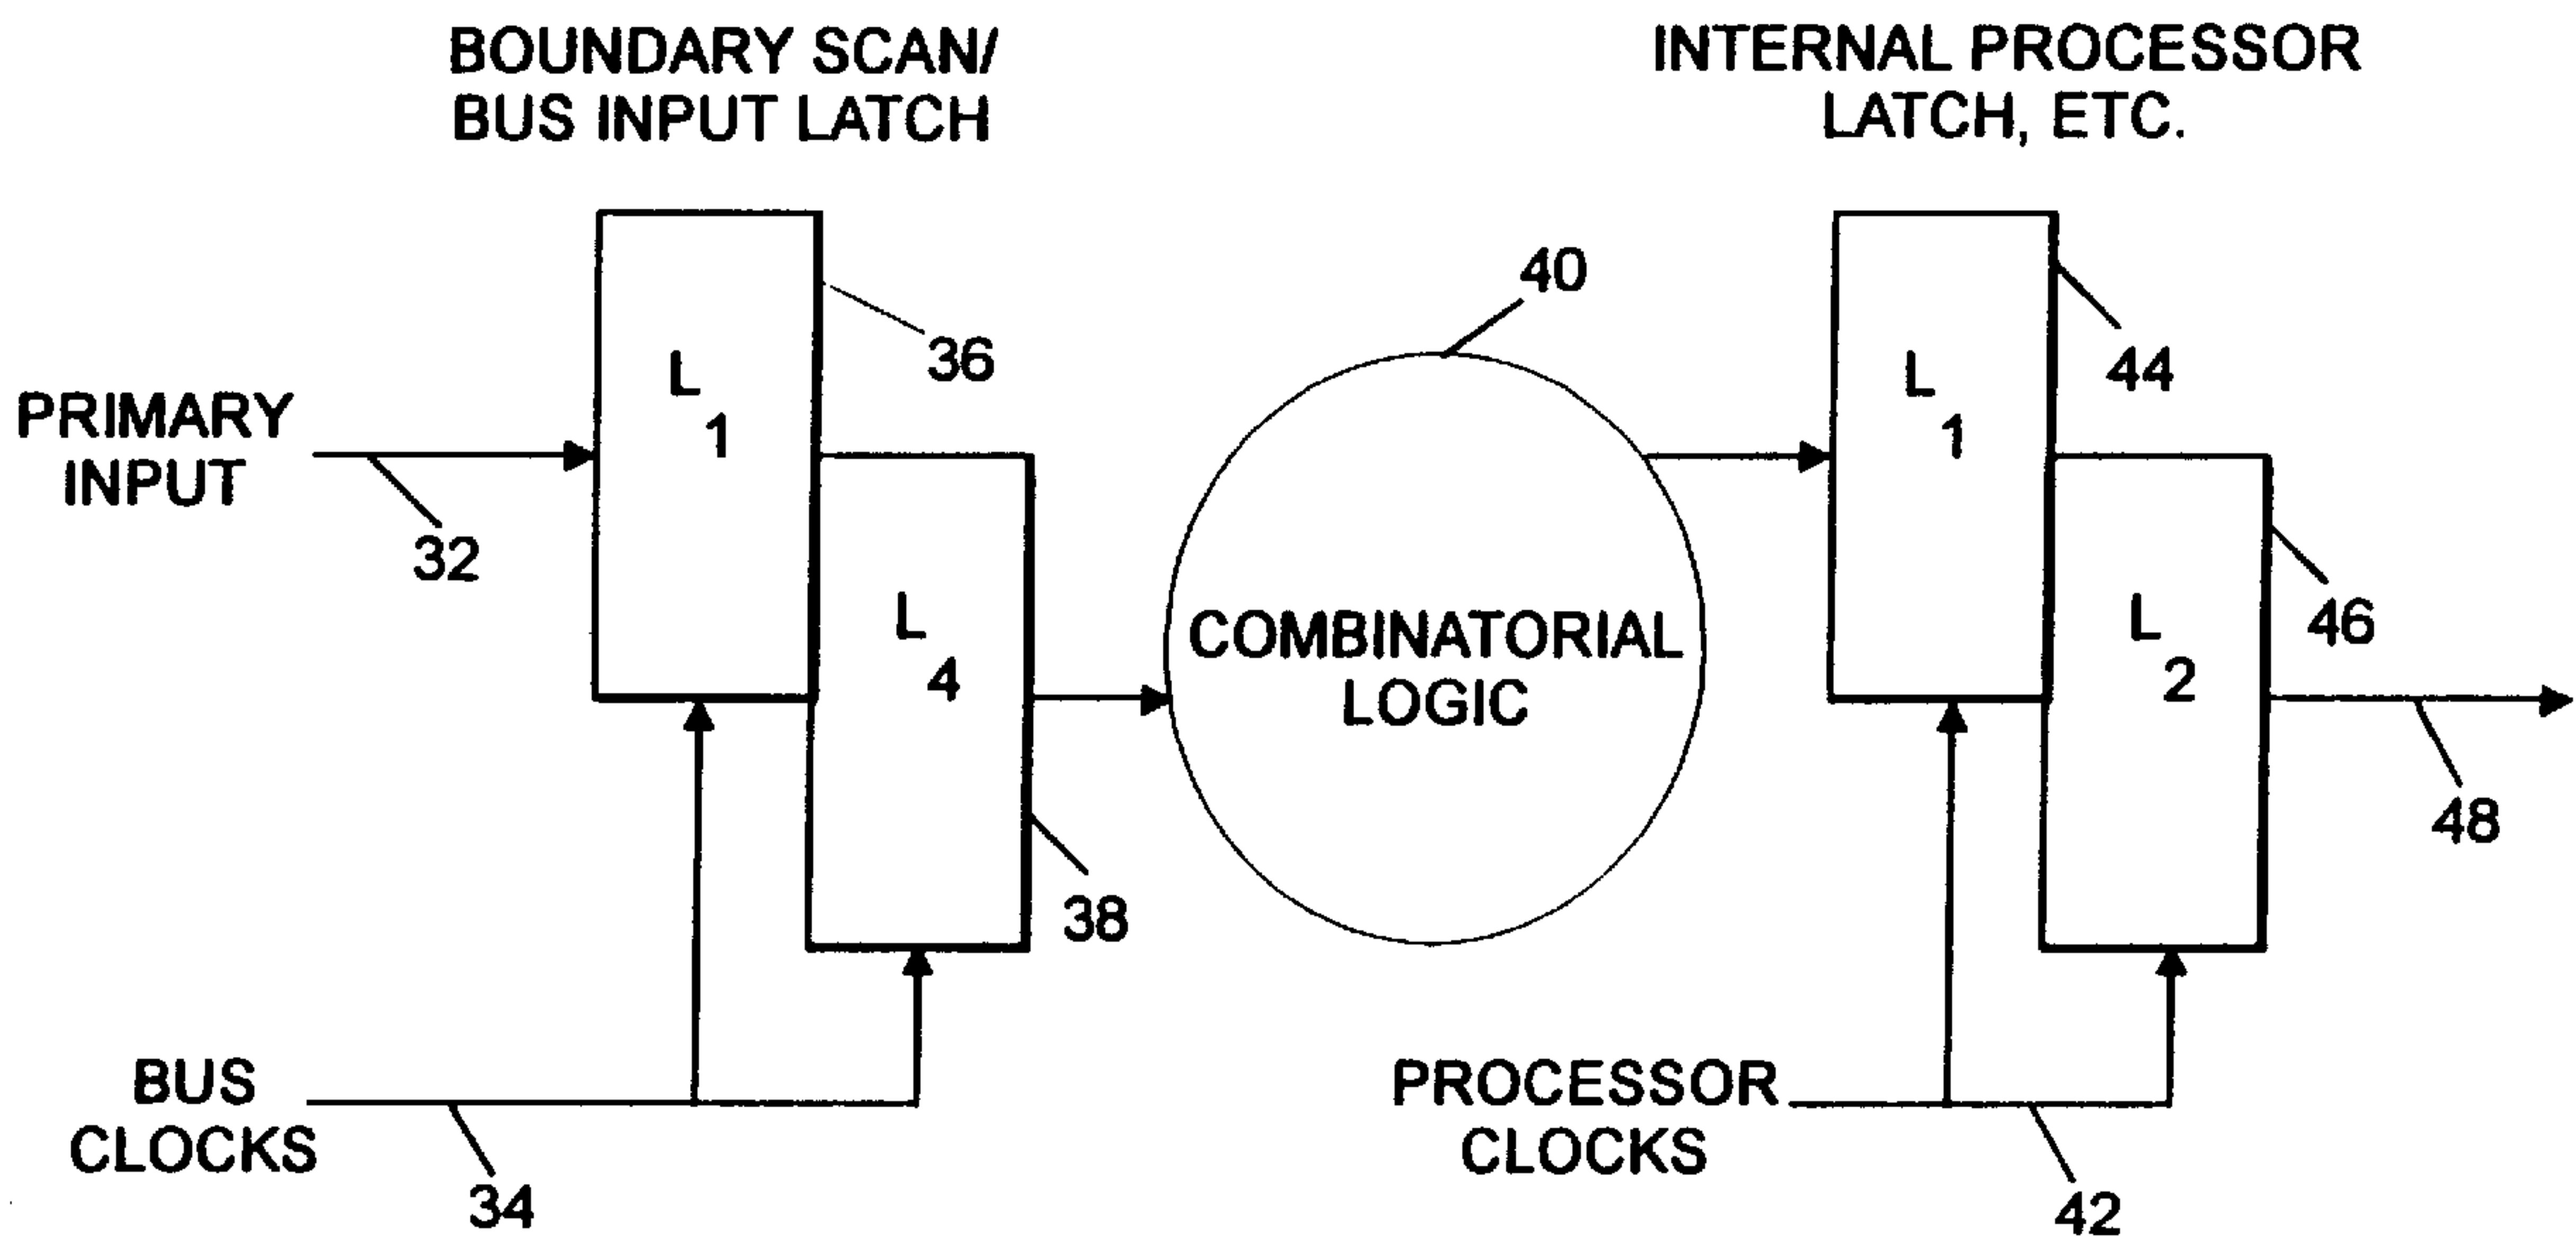 BOUNDARY SCAN/
BUS INPUT LATCH
INTERNAL PROCESSOR
LATCH, ETC.
PRIMARY
INPUT
32
L
1
36
L
4
38
40
COMBINATORIAL
LOGIC
L
1
44
L
2
46
48
BUS
CLOCKS
34
PROCESSOR
CLOCKS
42